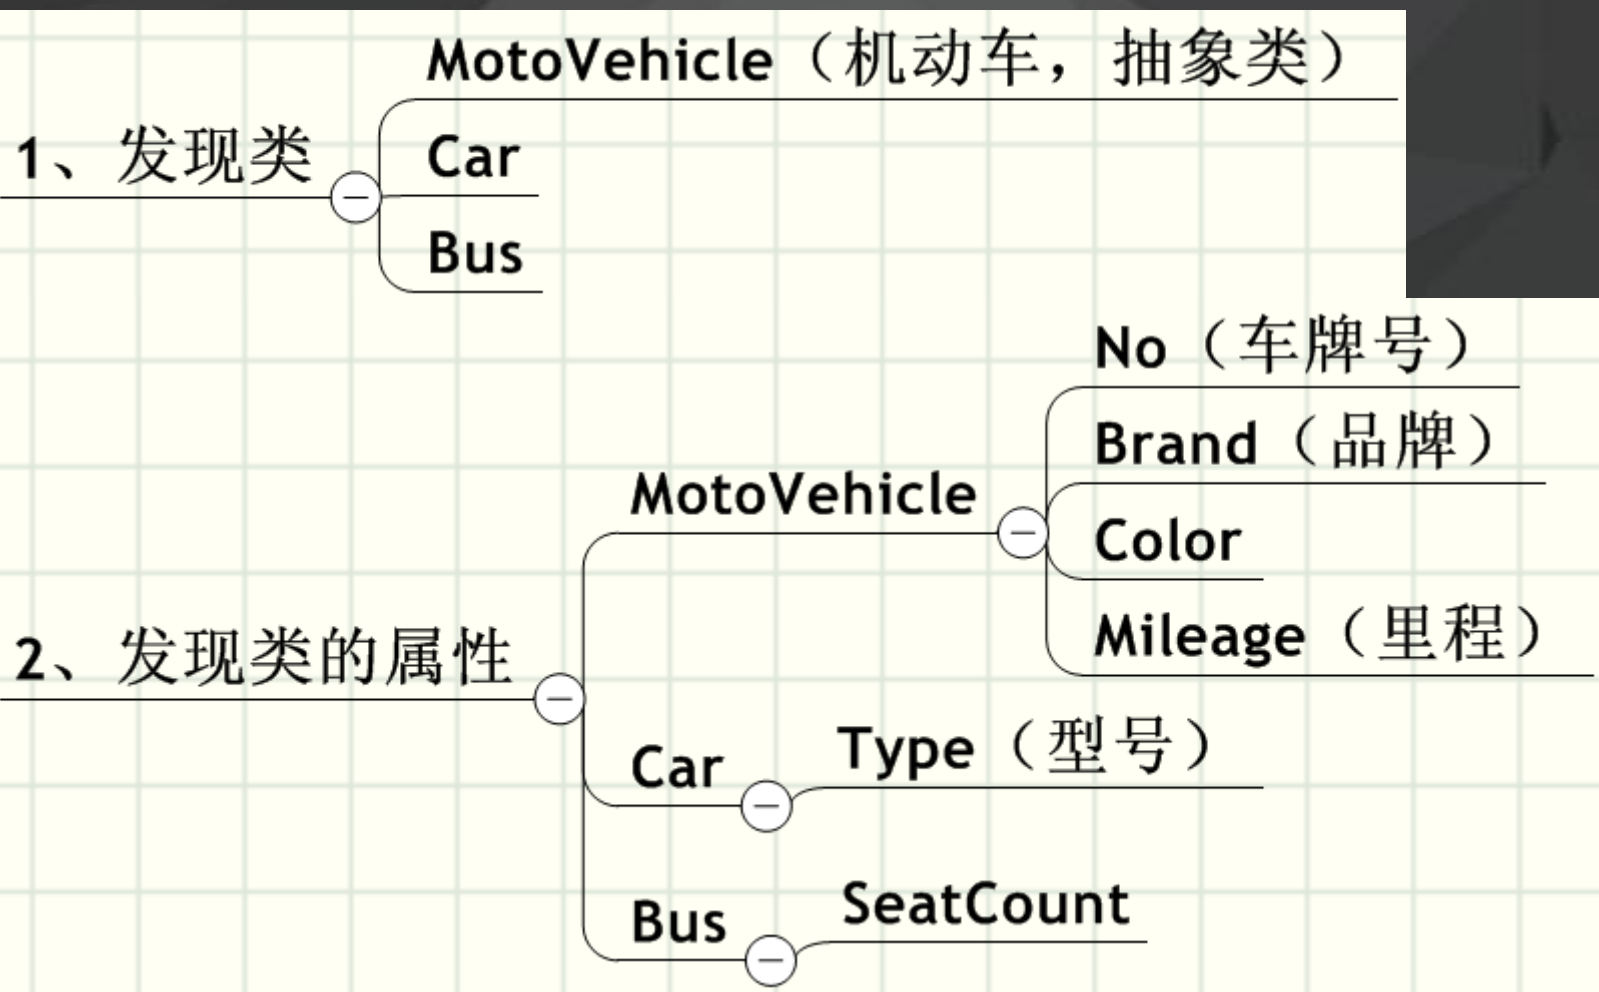 MotoVehicle（机动车，抽象类）
1、发现类
Car
Bus
No（车牌号）
Brand（品牌）
MotoVehicle
Color
Mileage（里程）
2、发现类的属性
Car
Type（型号）
Bus
SeatCount